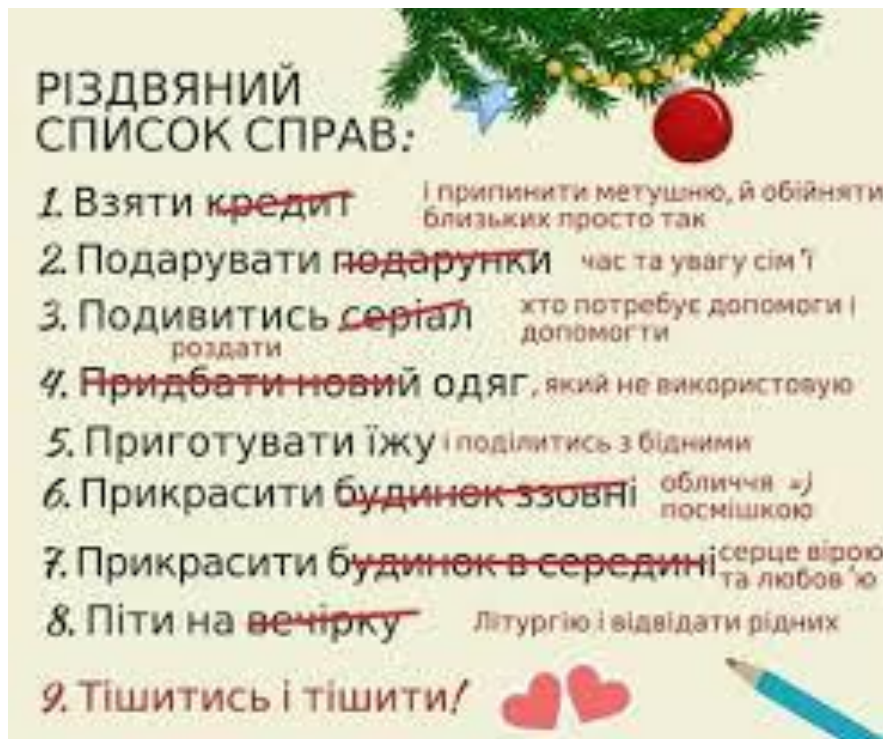 РІЗДВЯНИЙ
СПИСОК СПРАВ:
1. Взяти кредит і припинити метушню, й обійняти
близьких просто так
2. Подарувати подарунки час та увагу сім'ї
3. Подивитись серіал хто потребує допомоги і
допомогти
роздати
4. Придбати новий одяг, який не використовую
5. Приготувати їжу і поділитись з бідними
6. Прикрасити будинок ззовні обличчя =)
посмішкою
7. Прикрасити будинок в середині серце вірою
та любов'ю
8. Піти на вечірку Літургію і відвідати рідних
9. Тішитись і тішити!